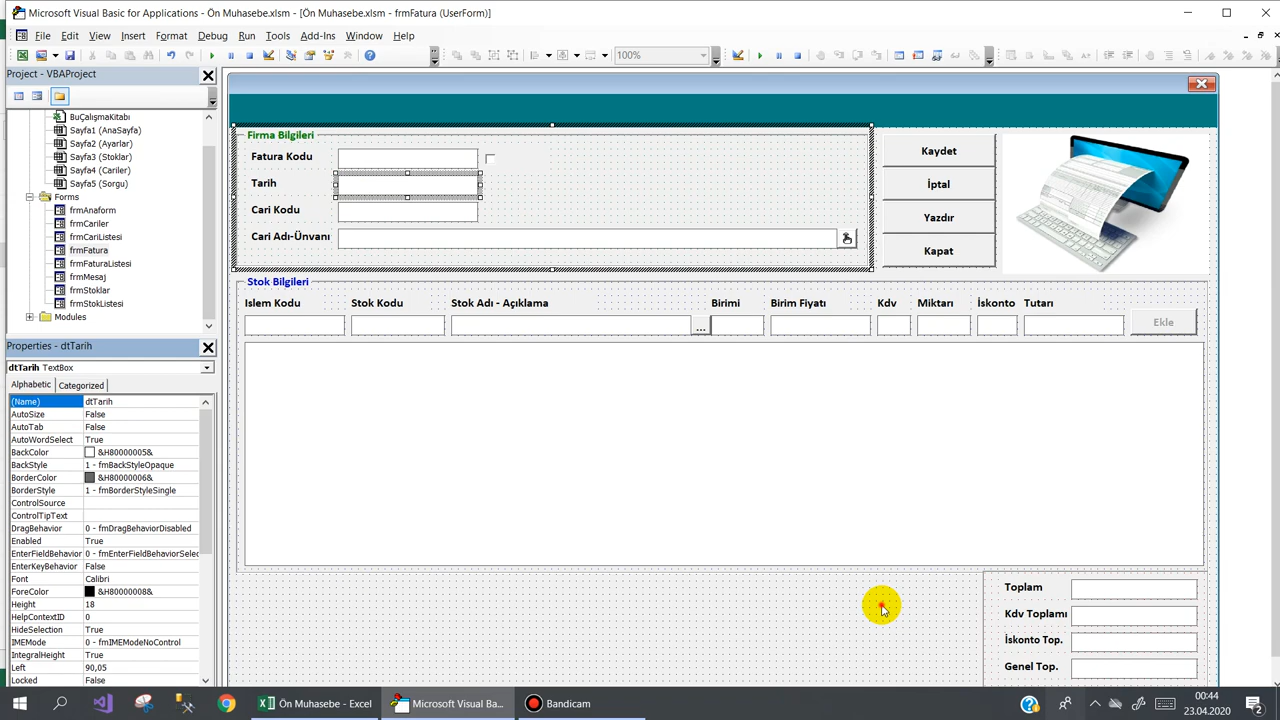 Microsoft Visual Basic for Applications - Ön Muhasebe.xlsm - [Ön Muhasebe.xlsm - frmFatura (UserForm)]
File Edit View Insert Format Debug Run Tools Add-Ins Window Help
100%
Project - VBAProject
BuÇalışmaKitabı
Sayfa1 (AnaSayfa)
Sayfa2 (Ayarlar)
Sayfa3 (Stoklar)
Sayfa4 (Cariler)
Sayfa5 (Sorgu)
Forms
frmAnaform
frmCariler
frmCariListesi
frmFatura
frmFaturaListesi
frmMesaj
frmStoklar
frmStokListesi
Modules
Properties - dtTarih
dtTarih TextBox
Alphabetic Categorized
(Name) dtTarih
AutoSize False
AutoTab False
AutoWordSelect True
BackColor &H80000005&
BackStyle 1 - fmBackStyleOpaque
BorderColor &H80000006&
BorderStyle 1 - fmBorderStyleSingle
ControlSource
ControlTipText
DragBehavior 0 - fmDragBehaviorDisabled
Enabled True
EnterFieldBehavior 0 - fmEnterFieldBehaviorSelec
EnterKeyBehavior False
Font Calibri
ForeColor &H80000008&
Height 18
HelpContextID 0
HideSelection True
IMEMode 0 - fmIMEModeNoControl
IntegralHeight True
Left 90,05
Locked False
Firma Bilgileri
Fatura Kodu
Tarih
Cari Kodu
Cari Adı-Ünvanı
Kaydet
İptal
Yazdır
Kapat
Stok Bilgileri
Islem Kodu Stok Kodu Stok Adı - Açıklama Birimi Birim Fiyatı Kdv Miktarı İskonto Tutarı
... Ekle
Toplam
Kdv Toplamı
İskonto Top.
Genel Top.
Ön Muhasebe - Excel
Microsoft Visual Ba...
Bandicam
00:44
23.04.2020
2